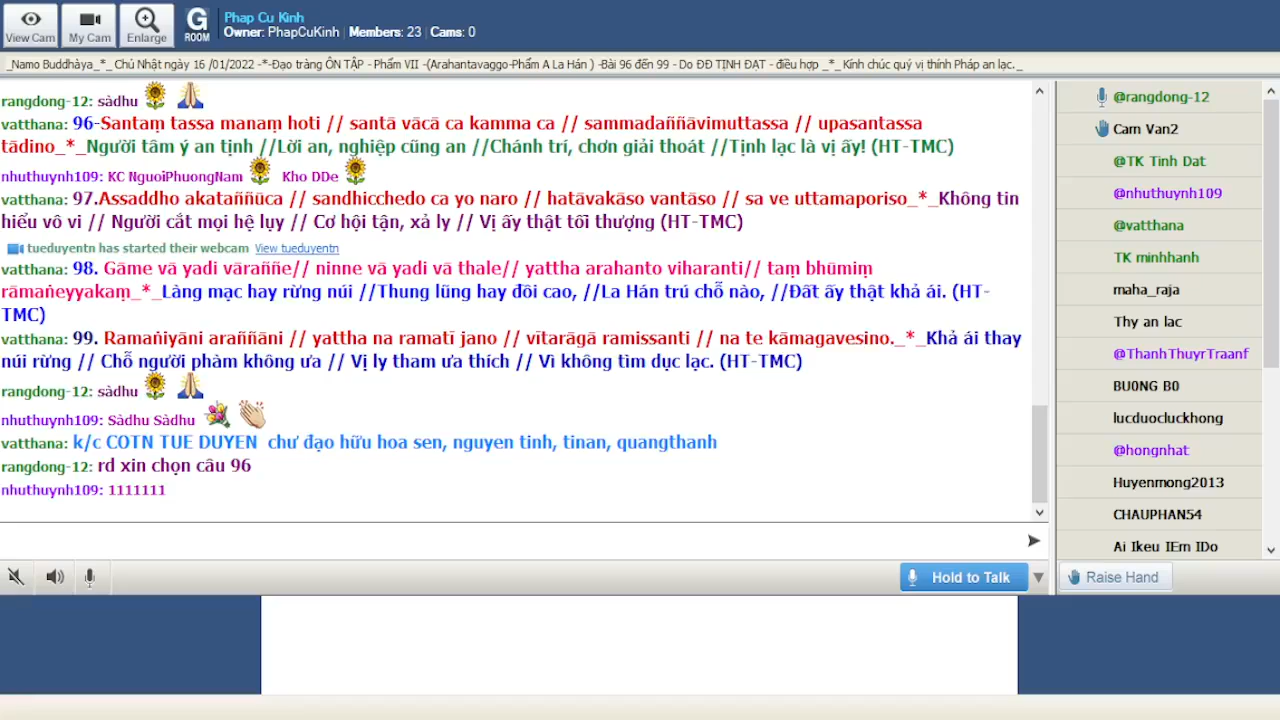 View Cam
My Cam
Enlarge
G
ROOM
Phap Cu Kinh
Owner: PhapCuKinh | Members: 23 | Cams: 0
_Namo Buddhàya_*_ Chủ Nhật ngày 16 /01/2022 -*-Đạo tràng ÔN TẬP - Phẩm VII -(Arahantavaggo-Phẩm A La Hán ) -Bài 96 đến 99 - Do ĐĐ TỊNH ĐẠT - điều hợp _*_ Kính chúc quý vị thính Pháp an lạc._
rangdong-12: sàdhu
vatthana: 96-Santaṃ tassa manaṃ hoti // santā vācā ca kamma ca // sammadaññāvimuttassa // upasantassa
tādino_*_Người tâm ý an tịnh //Lời an, nghiệp cũng an //Chánh trí, chơn giải thoát //Tịnh lạc là vị ấy! (HT-TMC)
nhuthuynh109: KC NguoiPhuongNam Kho DDe
vatthana: 97.Assaddho akataññūca // sandhicchedo ca yo naro // hatāvakāso vantāso // sa ve uttamaporiso_*_Không tin
hiểu vô vi // Người cắt mọi hệ lụy // Cơ hội tận, xả ly // Vị ấy thật tối thượng (HT-TMC)
tueduyentn has started their webcam View tueduyentn
vatthana: 98. Gāme vā yadi vāraññe// ninne vā yadi vā thale// yattha arahanto viharanti// taṃ bhūmiṃ
rāmaṇeyyakaṃ_*_Làng mạc hay rừng núi //Thung lũng hay đồi cao, //La Hán trú chỗ nào, //Đất ấy thật khả ái. (HT-
TMC)
vatthana: 99. Ramaṇiyāni araññāni // yattha na ramatī jano // vītarāgā ramissanti // na te kāmagavesino._*_Khả ái thay
núi rừng // Chỗ người phàm không ưa // Vị ly tham ưa thích // Vì không tìm dục lạc. (HT-TMC)
rangdong-12: sàdhu
nhuthuynh109: Sàdhu Sàdhu
vatthana: k/c COTN TUE DUYEN chư đạo hữu hoa sen, nguyen tinh, tinan, quangthanh
rangdong-12: rd xin chọn câu 96
nhuthuynh109: 1111111
Hold to Talk
@rangdong-12
Cam Van2
@TK Tinh Dat
@nhuthuynh109
@vatthana
TK minhhanh
maha_raja
Thy an lac
@ThanhThuyrTraanf
BU0NG B0
lucduocluckhong
@hongnhat
Huyenmong2013
CHAUPHAN54
Ai Ikeu IEm IDo
Raise Hand